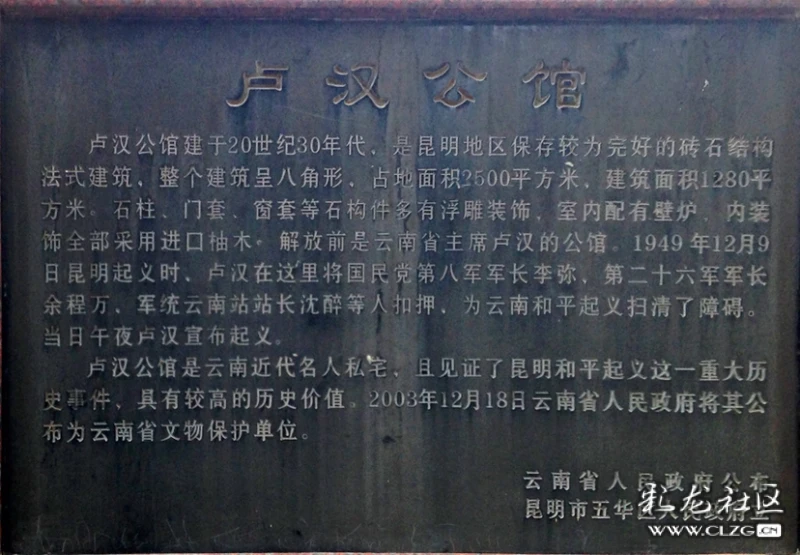 卢汉公馆
卢汉公馆建于20世纪30年代，是昆明地区保存较为完好的砖石结构
法式建筑，整个建筑呈八角形，占地面积2500平方米，建筑面积1280平
方米。石柱、门套、窗套等石构件多有浮雕装饰，室内配有壁炉，内装
饰全部采用进口柚木。解放前是云南省主席卢汉的公馆。1949年12月9
日昆明起义时，卢汉在这里将国民党第八军军长李弥，第二十六军军长
余程万，军统云南站站长沈醉等人扣押，为云南和平起义扫清了障碍。
当日午夜卢汉宣布起义。
卢汉公馆是云南近代名人私宅，且见证了昆明和平起义这一重大历
史事件，具有较高的历史价值。2003年12月18日云南省人民政府将其公
布为云南省文物保护单位。
云南省人民政府公布
昆明市五华区人民政府立
彩龙社区
WWW.CLZG.CN